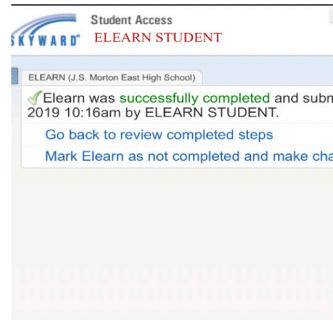 Student Access
SKYWARD®
ELEARN STUDENT
ELEARN (J.S. Morton East High School)
Elearn was successfully completed and subm
2019 10:16am by ELEARN STUDENT.
Go back to review completed steps
Mark Elearn as not completed and make cha